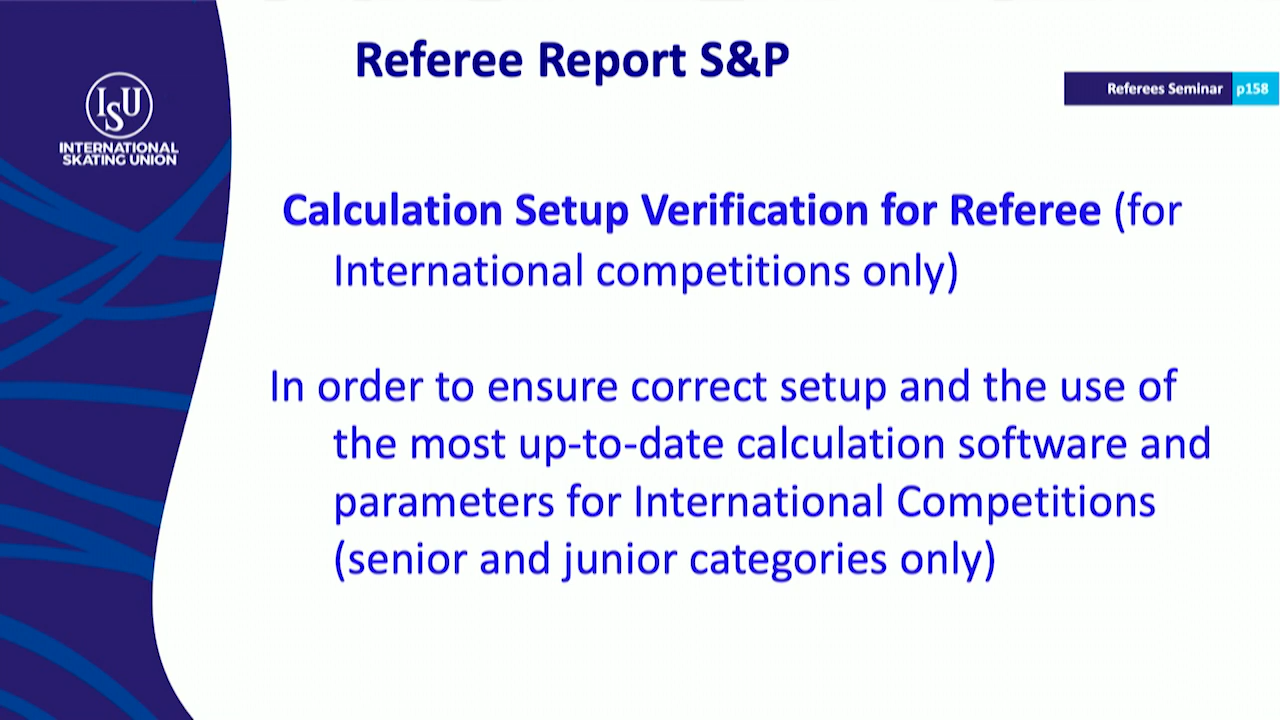 Referee Report S&P
Referees Seminar p158
ISU
INTERNATIONAL
SKATING UNION
Calculation Setup Verification for Referee (for
International competitions only)
In order to ensure correct setup and the use of
the most up-to-date calculation software and
parameters for International Competitions
(senior and junior categories only)